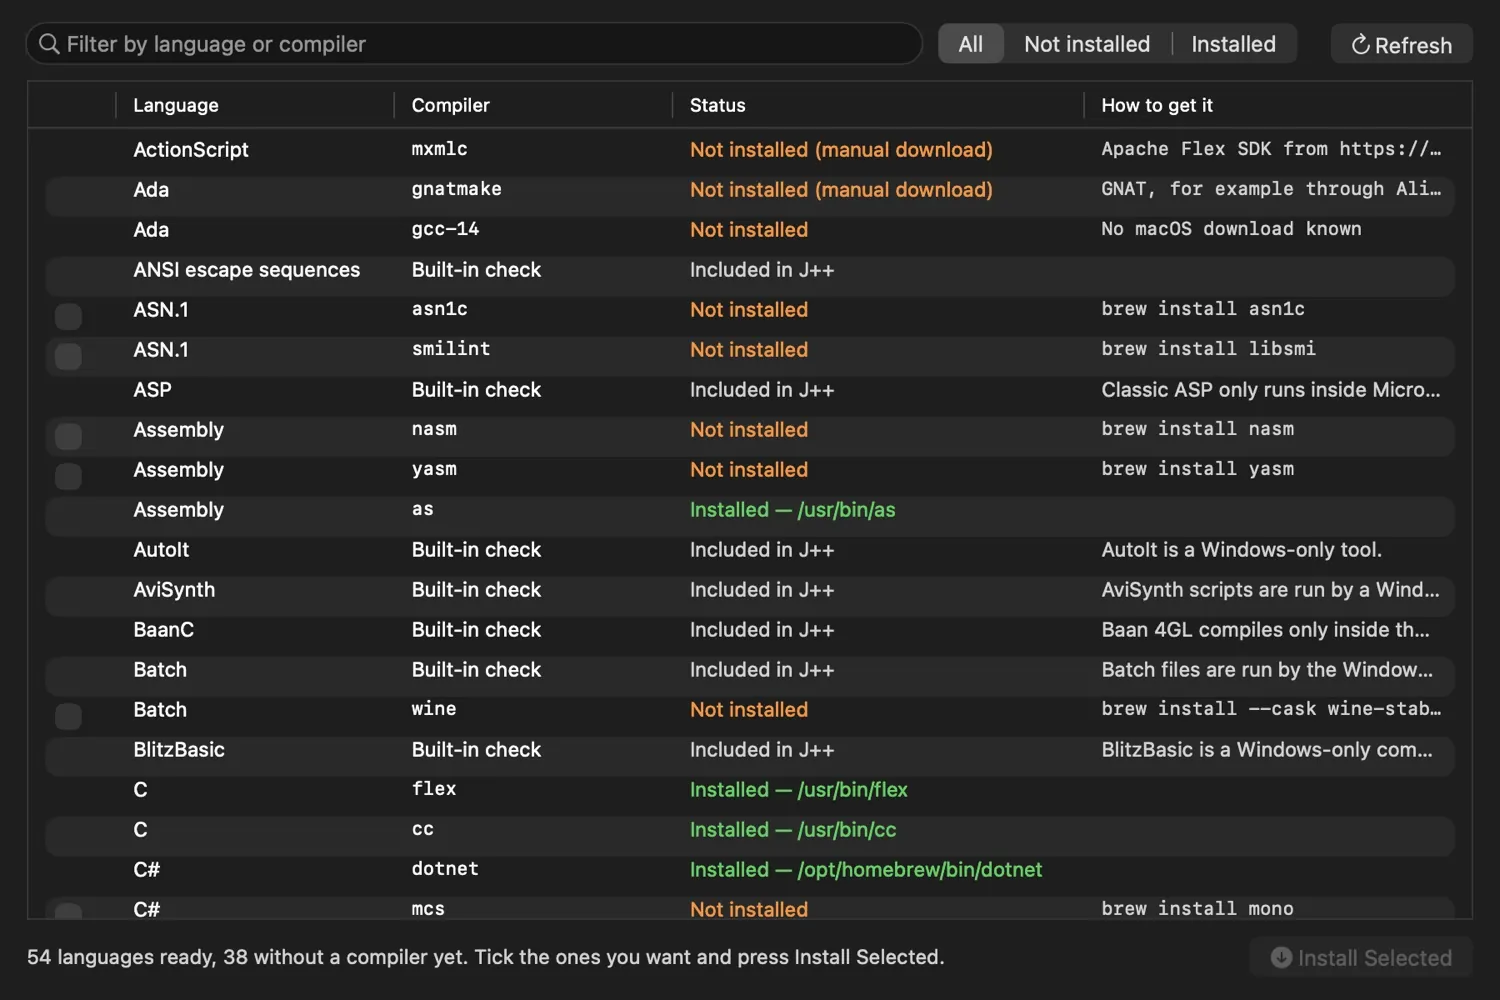 Filter by language or compiler All Not installed Installed Refresh
Language Compiler Status How to get it
ActionScript mxmlc Not installed (manual download) Apache Flex SDK from https://…
Ada gnatmake Not installed (manual download) GNAT, for example through Ali…
Ada gcc-14 Not installed No macOS download known
ANSI escape sequences Built-in check Included in J++
ASN.1 asn1c Not installed brew install asn1c
ASN.1 smilint Not installed brew install libsmi
ASP Built-in check Included in J++ Classic ASP only runs inside Micro…
Assembly nasm Not installed brew install nasm
Assembly yasm Not installed brew install yasm
Assembly as Installed — /usr/bin/as
AutoIt Built-in check Included in J++ AutoIt is a Windows-only tool.
AviSynth Built-in check Included in J++ AviSynth scripts are run by a Wind…
BaanC Built-in check Included in J++ Baan 4GL compiles only inside th…
Batch Built-in check Included in J++ Batch files are run by the Window…
Batch wine Not installed brew install --cask wine-stab…
BlitzBasic Built-in check Included in J++ BlitzBasic is a Windows-only com…
C flex Installed — /usr/bin/flex
C cc Installed — /usr/bin/cc
C# dotnet Installed — /opt/homebrew/bin/dotnet
C# mcs Not installed brew install mono
54 languages ready, 38 without a compiler yet. Tick the ones you want and press Install Selected. Install Selected